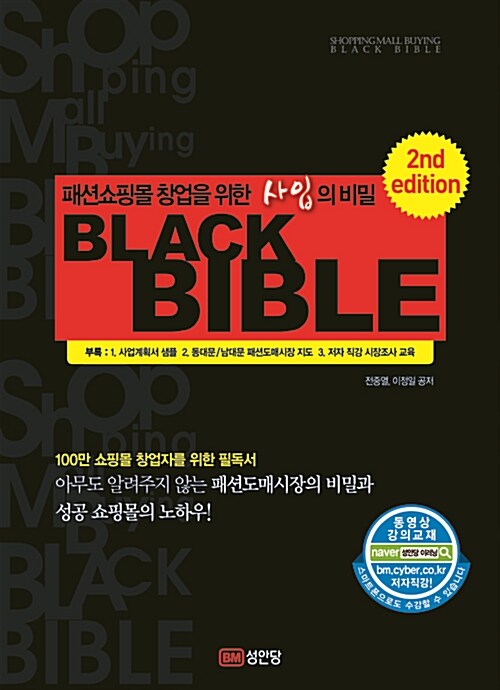 SHOPPING MALL BUYING
BLACK BIBLE
Shopping
Mall
Buying
BLACK
BIBLE
2nd
edition
패션쇼핑몰 창업을 위한 사입의 비밀
BLACK
BIBLE
부록 : 1. 사업계획서 샘플 2. 동대문/남대문 패션도매시장 지도 3. 저자 직강 시장조사 교육
전중열, 이정일 공저
100만 쇼핑몰 창업자를 위한 필독서
아무도 알려주지 않는 패션도매시장의 비밀과
성공 쇼핑몰의 노하우!
동영상
강의교재
naver 성안당 이러닝
bm.cyber.co.kr
저자직강!
스마트폰으로도 수강할 수 있습니다
BLACK
BIBLE
BM 성안당